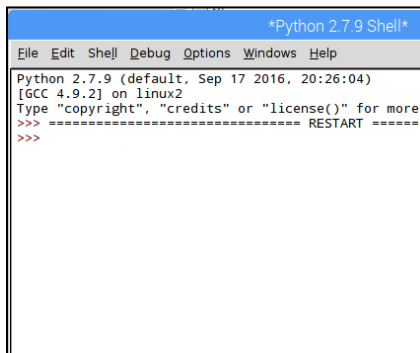 *Python 2.7.9 Shell*
File Edit Shell Debug Options Windows Help
Python 2.7.9 (default, Sep 17 2016, 20:26:04)
[GCC 4.9.2] on linux2
Type "copyright", "credits" or "license()" for more
>>> ================================ RESTART ======
>>>